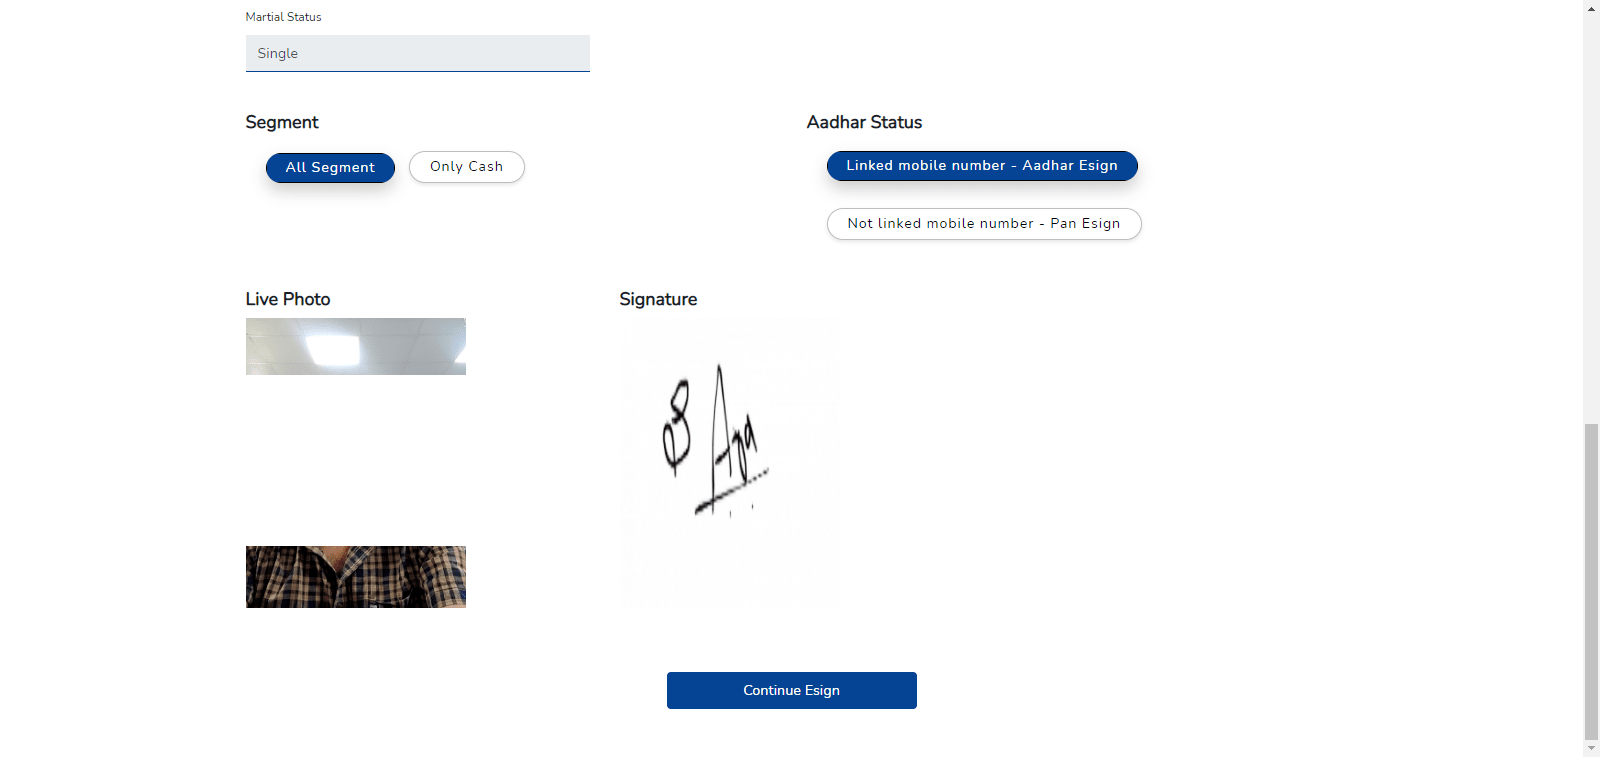 Martial Status
Single
Segment
Aadhar Status
All Segment
Only Cash
Linked mobile number - Aadhar Esign
Not linked mobile number - Pan Esign
Live Photo
Signature
Continue Esign